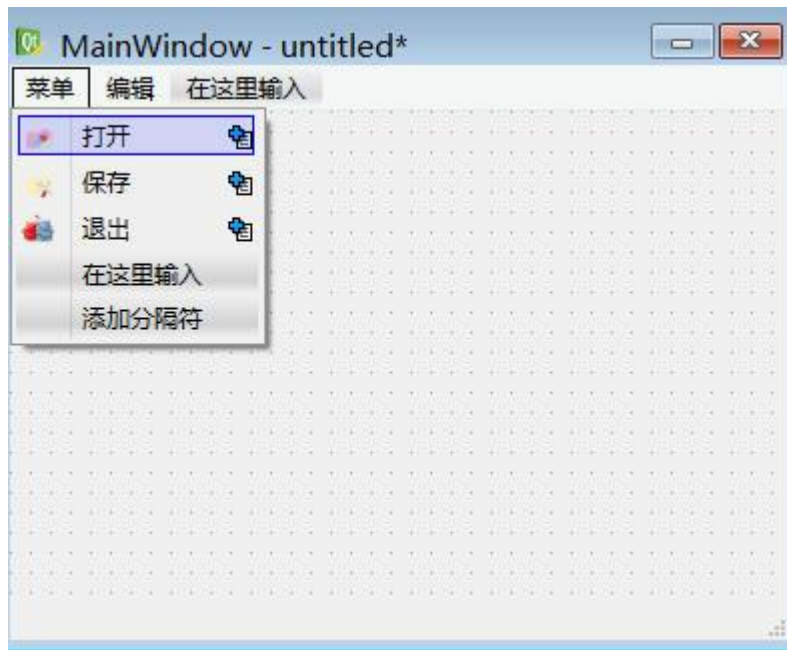 MainWindow - untitled*
菜单 编辑 在这里输入
打开
保存
退出
在这里输入
添加分隔符